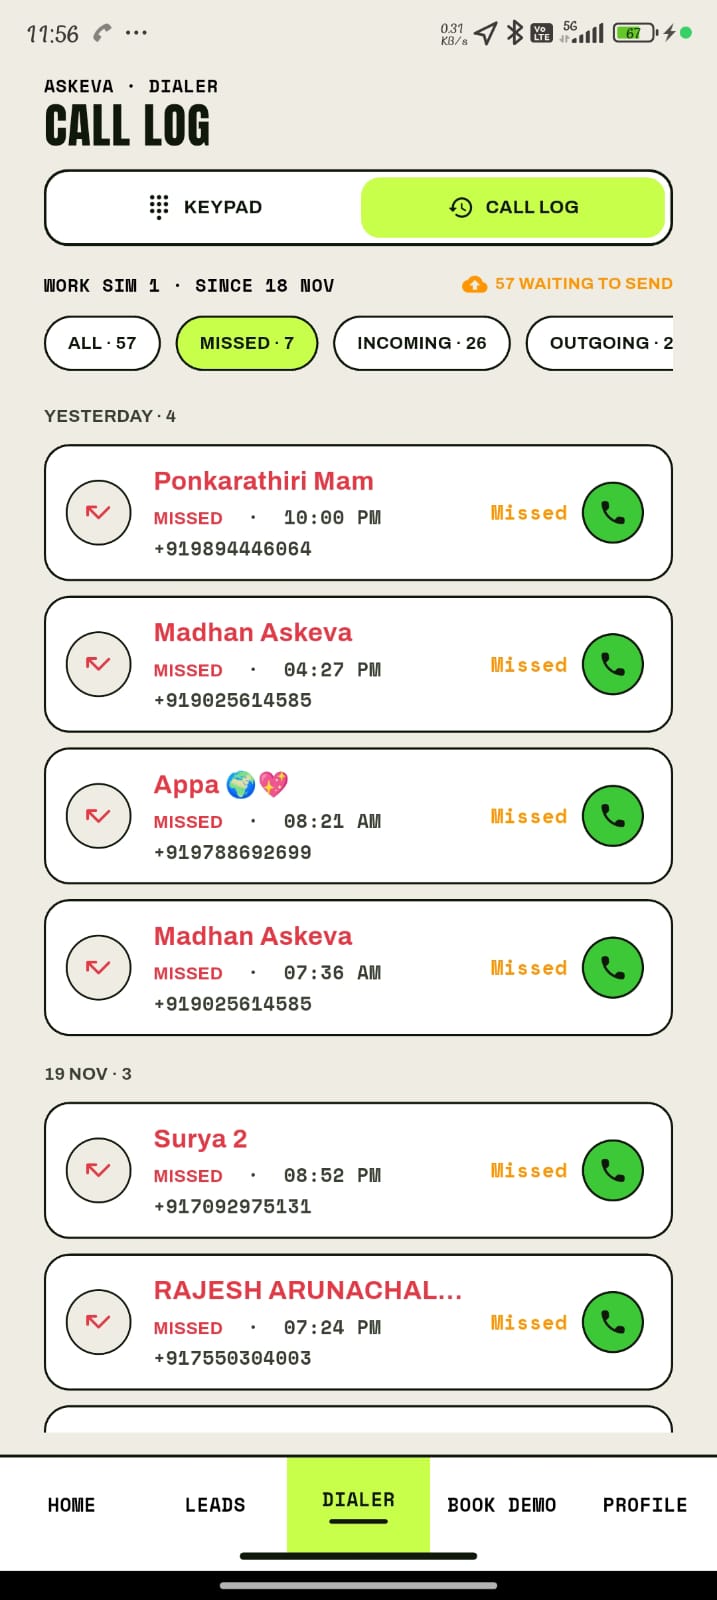 11:56
0.31 KB/s
Vo LTE
5G
67
ASKEVA · DIALER
CALL LOG
KEYPAD
CALL LOG
WORK SIM 1 · SINCE 18 NOV
57 WAITING TO SEND
ALL · 57
MISSED · 7
INCOMING · 26
OUTGOING · 2
YESTERDAY · 4
Ponkarathiri Mam
MISSED · 10:00 PM
Missed
+919894446064
Madhan Askeva
MISSED · 04:27 PM
Missed
+919025614585
Appa 🌍💖
MISSED · 08:21 AM
Missed
+919788692699
Madhan Askeva
MISSED · 07:36 AM
Missed
+919025614585
19 NOV · 3
Surya 2
MISSED · 08:52 PM
Missed
+917092975131
RAJESH ARUNACHAL...
MISSED · 07:24 PM
Missed
+917550304003
HOME
LEADS
DIALER
BOOK DEMO
PROFILE